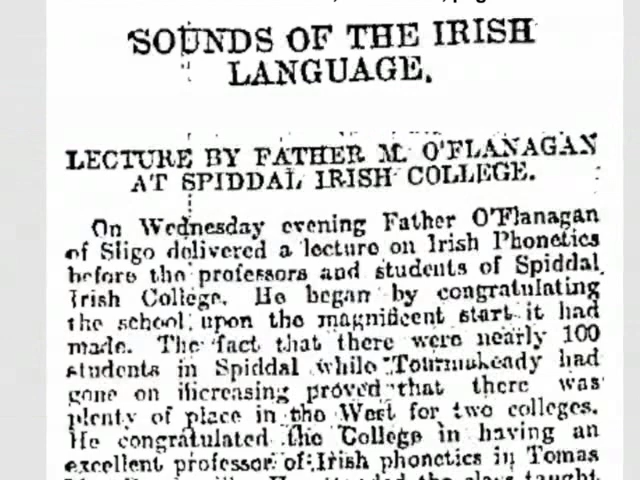 SOUNDS OF THE IRISH
LANGUAGE.
LECTURE BY FATHER M. O'FLANAGAN
AT SPIDDAL IRISH COLLEGE.
On Wednesday evening Father O'Flanagan
of Sligo delivered a lecture on Irish Phonetics
before the professors and students of Spiddal
Irish College. He began by congratulating
the school upon the magnificent start it had
made. The fact that there were nearly 100
students in Spiddal while Tourmakeady had
gone on increasing proved that there was
plenty of place in the West for two colleges.
He congratulated the College in having an
excellent professor of Irish phonetics in Tomas